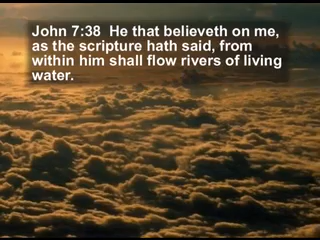 John 7:38  He that believeth on me,
as the scripture hath said, from
within him shall flow rivers of living
water.